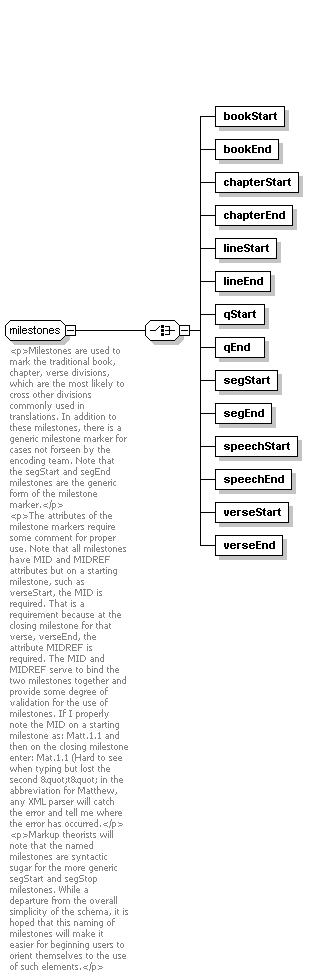 bookStart
bookEnd
chapterStart
chapterEnd
lineStart
lineEnd
qStart
qEnd
segStart
segEnd
speechStart
speechEnd
verseStart
verseEnd
milestones
<p>Milestones are used to
mark the traditional book,
chapter, verse divisions,
which are the most likely to
cross other divisions
commonly used in
translations. In addition to
these milestones, there is a
generic milestone marker for
cases not forseen by the
encoding team. Note that
the segStart and segEnd
milestones are the generic
form of the milestone
marker.</p>
<p>The attributes of the
milestone markers require
some comment for proper
use. Note that all milestones
have MID and MIDREF
attributes but on a starting
milestone, such as
verseStart, the MID is
required. That is a
requirement because at the
closing milestone for that
verse, verseEnd, the
attribute MIDREF is
required. The MID and
MIDREF serve to bind the
two milestones together and
provide some degree of
validation for the use of
milestones. If I properly
note the MID on a starting
milestone as: Matt.1.1 and
then on the closing milestone
enter: Mat.1.1 (Hard to see
when typing but lost the
second &quot;t&quot; in the
abbreviation for Matthew,
any XML parser will catch
the error and tell me where
the error has occurred.</p>
<p>Markup theorists will
note that the named
milestones are syntactic
sugar for the more generic
segStart and segStop
milestones. While a
departure from the overall
simplicity of the schema, it is
hoped that this naming of
milestones will make it
easier for beginning users to
orient themselves to the use
of such elements.</p>